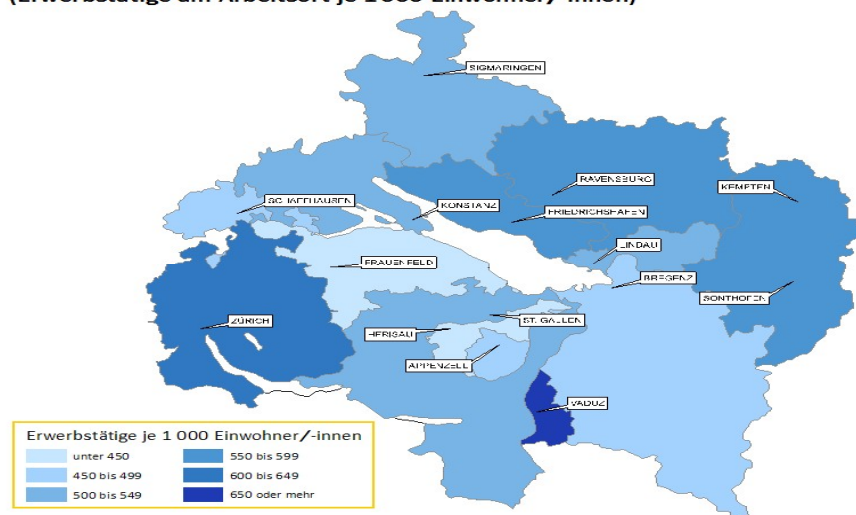 (Erwerbstätige am Arbeitsort je 1 000 Einwohner/-innen)
SIGMARINGEN
RAVENSBURG
KEMPTEN
SCHAFFHAUSEN
KONSTANZ
FRIEDRICHSHAFEN
LINDAU
FRAUENFELD
BREGENZ
SONTHOFEN
ZÜRICH
ST. GALLEN
HERISAU
APPENZELL
VADUZ
Erwerbstätige je 1 000 Einwohner/-innen
unter 450
550 bis 599
450 bis 499
600 bis 649
500 bis 549
650 oder mehr